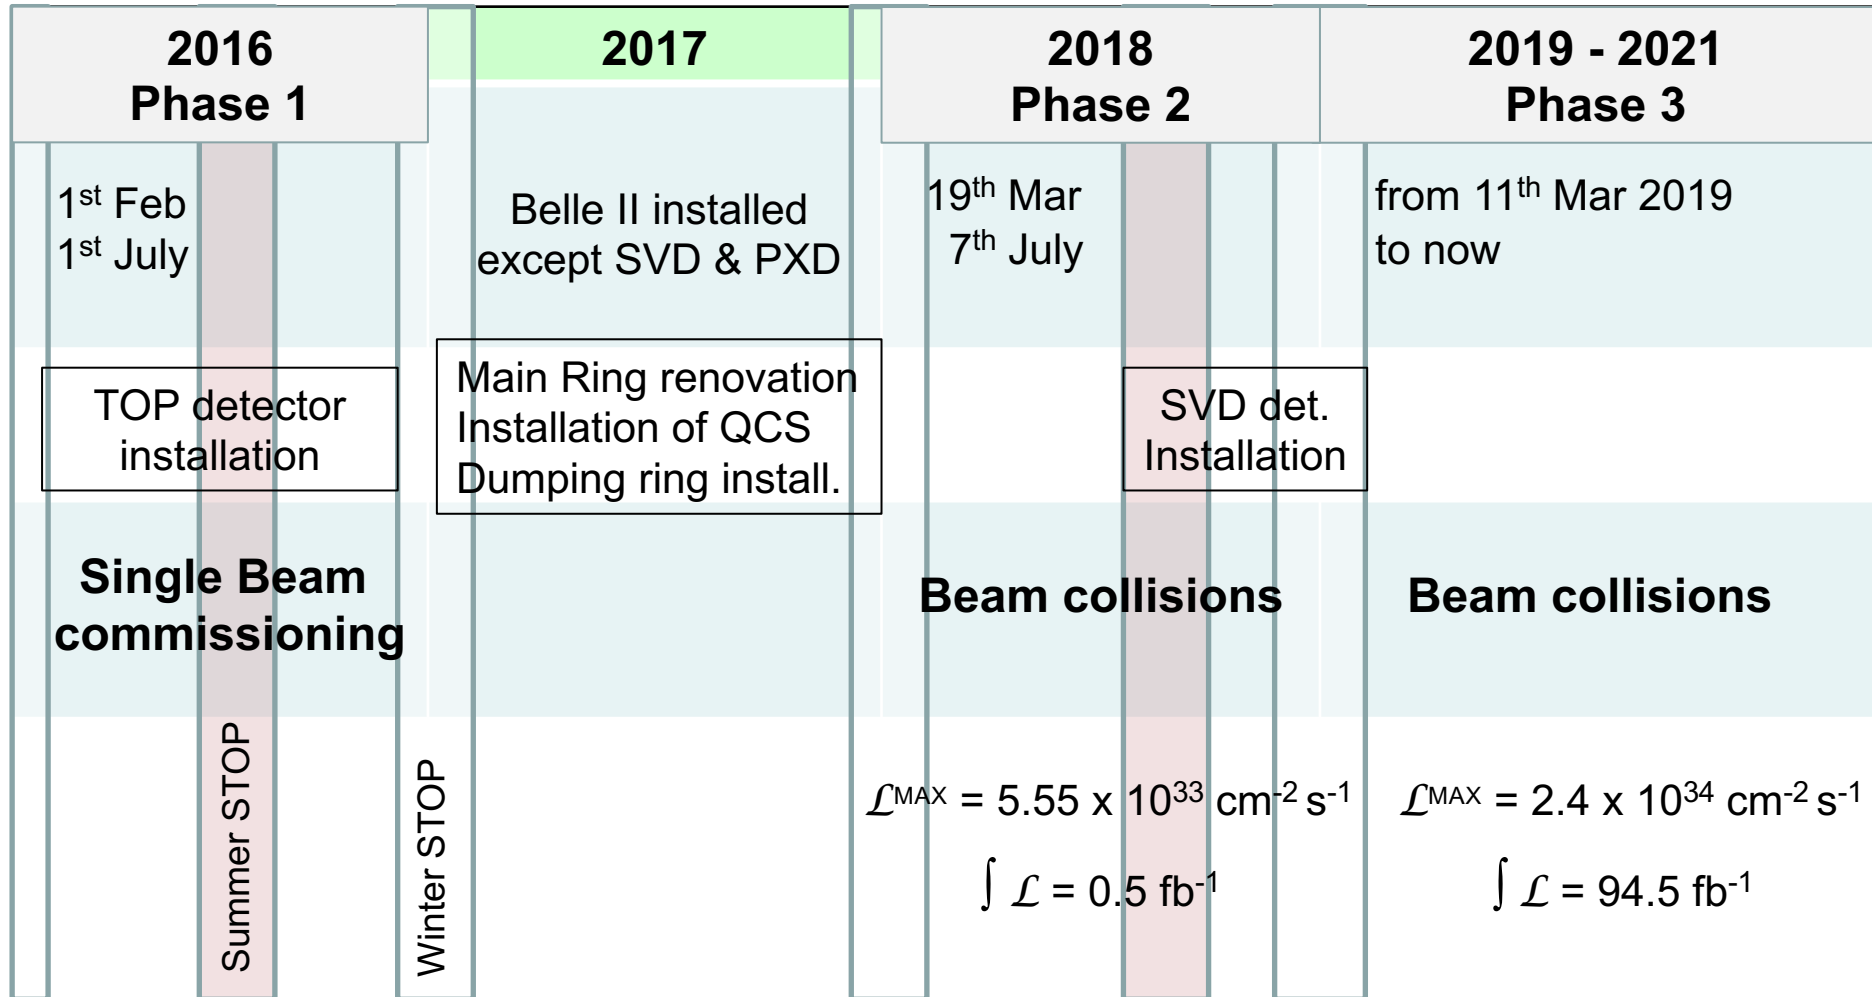 2016
Phase 1
2017
2018
Phase 2
2019 - 2021
Phase 3
1st Feb
1st July
Belle II installed
except SVD & PXD
19th Mar
7th July
from 11th Mar 2019
to now
TOP detector
installation
Main Ring renovation
Installation of QCS
Dumping ring install.
SVD det.
Installation
Single Beam
commissioning
Beam collisions
Beam collisions
Summer STOP
Winter STOP
ℒᴹᴬˣ = 5.55 x 10³³ cm⁻² s⁻¹
∫ ℒ = 0.5 fb⁻¹
ℒᴹᴬˣ = 2.4 x 10³⁴ cm⁻² s⁻¹
∫ ℒ = 94.5 fb⁻¹